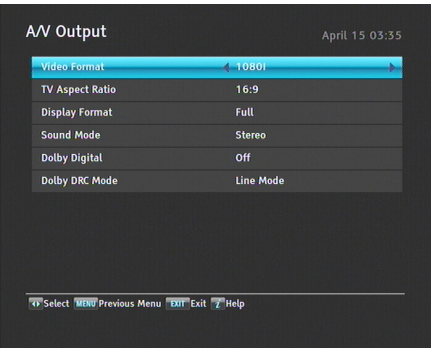 A/V Output
April 15 03:35
Video Format 1080I
TV Aspect Ratio 16:9
Display Format Full
Sound Mode Stereo
Dolby Digital Off
Dolby DRC Mode Line Mode
Select MENU Previous Menu EXIT Exit i Help